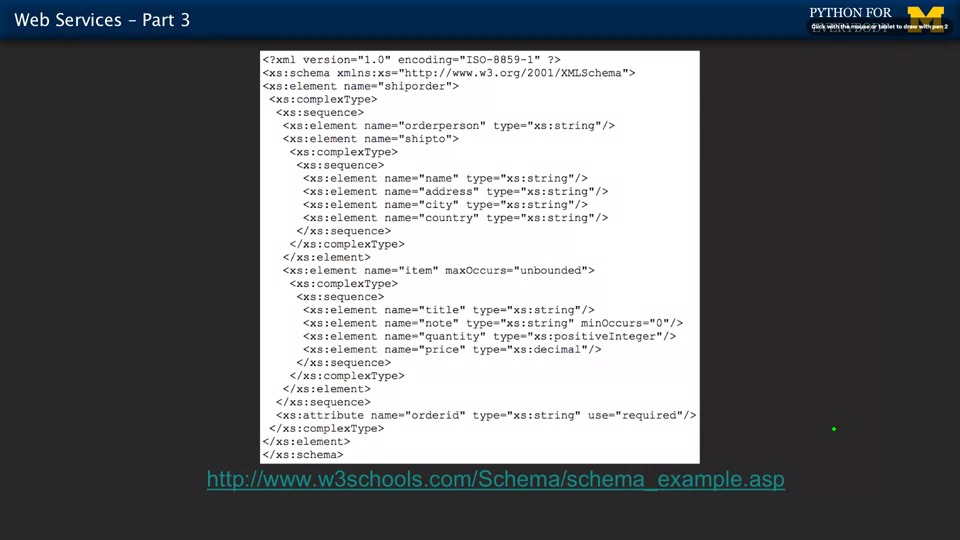 Web Services – Part 3
PYTHON FOR
EVERYBODY
Click with the mouse or tablet to draw with pen 2
<?xml version="1.0" encoding="ISO-8859-1" ?>
<xs:schema xmlns:xs="http://www.w3.org/2001/XMLSchema">
<xs:element name="shiporder">
<xs:complexType>
<xs:sequence>
<xs:element name="orderperson" type="xs:string"/>
<xs:element name="shipto">
<xs:complexType>
<xs:sequence>
<xs:element name="name" type="xs:string"/>
<xs:element name="address" type="xs:string"/>
<xs:element name="city" type="xs:string"/>
<xs:element name="country" type="xs:string"/>
</xs:sequence>
</xs:complexType>
</xs:element>
<xs:element name="item" maxOccurs="unbounded">
<xs:complexType>
<xs:sequence>
<xs:element name="title" type="xs:string"/>
<xs:element name="note" type="xs:string" minOccurs="0"/>
<xs:element name="quantity" type="xs:positiveInteger"/>
<xs:element name="price" type="xs:decimal"/>
</xs:sequence>
</xs:complexType>
</xs:element>
</xs:sequence>
<xs:attribute name="orderid" type="xs:string" use="required"/>
</xs:complexType>
</xs:element>
</xs:schema>
http://www.w3schools.com/Schema/schema_example.asp